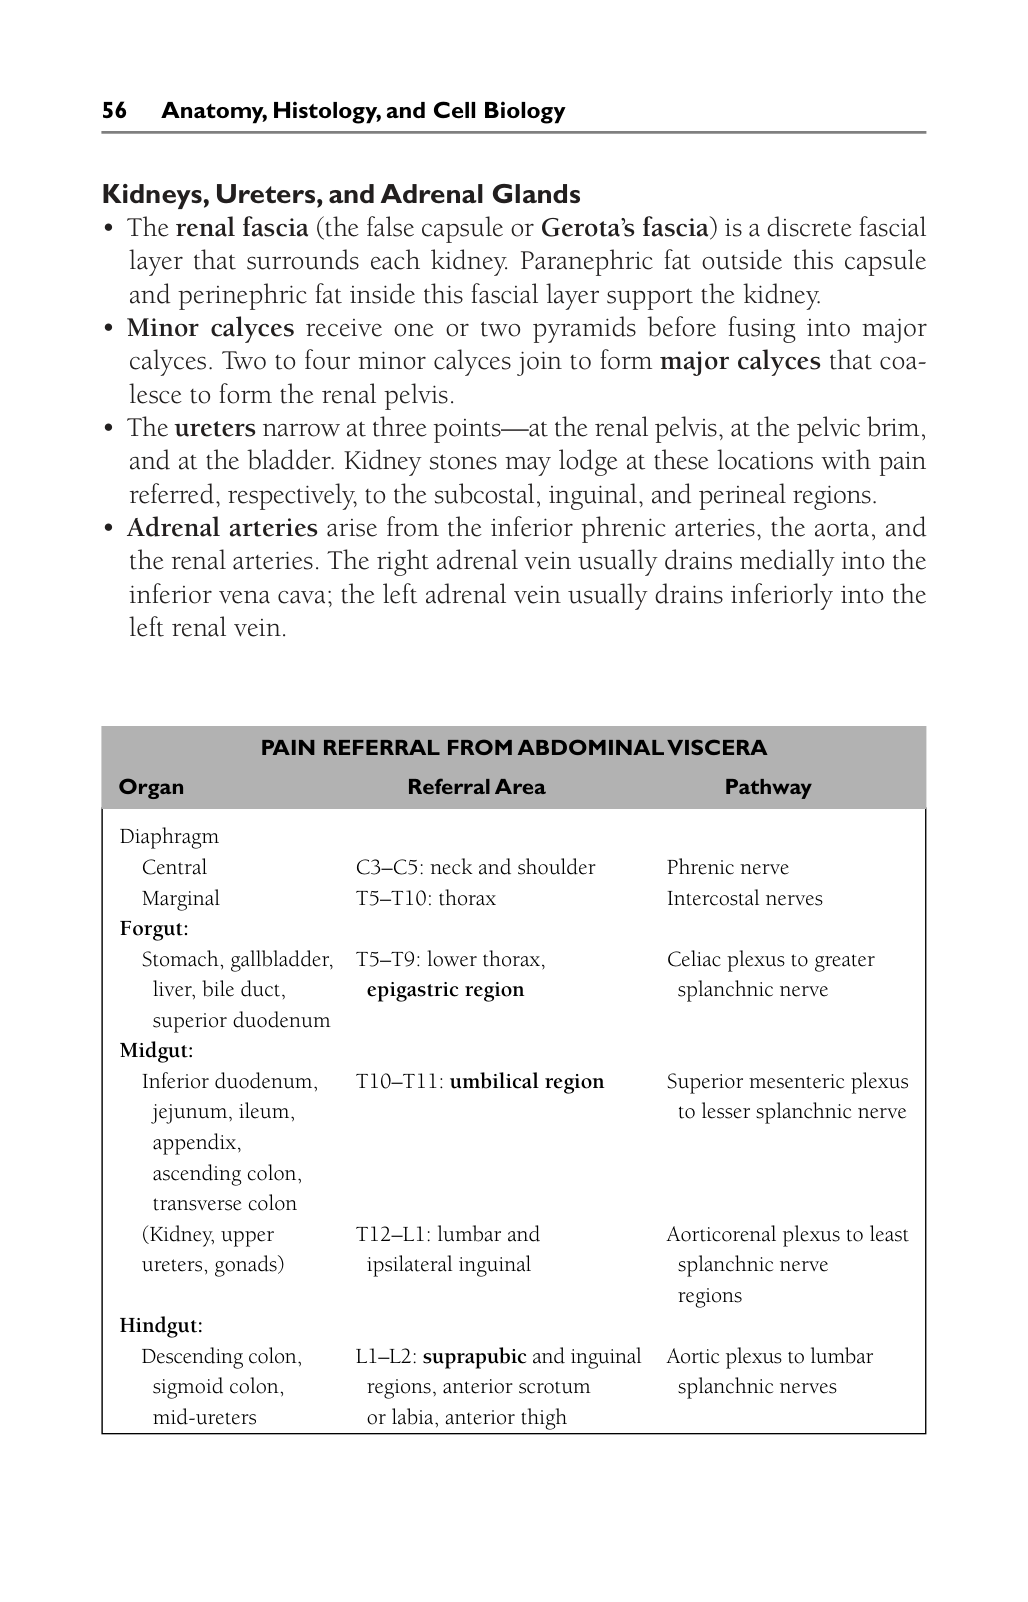 56 Anatomy, Histology, and Cell Biology
Kidneys, Ureters, and Adrenal Glands
• The renal fascia (the false capsule or Gerota’s fascia) is a discrete fascial
layer that surrounds each kidney. Paranephric fat outside this capsule
and perinephric fat inside this fascial layer support the kidney.
• Minor calyces receive one or two pyramids before fusing into major
calyces. Two to four minor calyces join to form major calyces that coa-
lesce to form the renal pelvis.
• The ureters narrow at three points—at the renal pelvis, at the pelvic brim,
and at the bladder. Kidney stones may lodge at these locations with pain
referred, respectively, to the subcostal, inguinal, and perineal regions.
• Adrenal arteries arise from the inferior phrenic arteries, the aorta, and
the renal arteries. The right adrenal vein usually drains medially into the
inferior vena cava; the left adrenal vein usually drains inferiorly into the
left renal vein.
PAIN REFERRAL FROM ABDOMINAL VISCERA
Organ Referral Area Pathway
Diaphragm
Central C3–C5: neck and shoulder Phrenic nerve
Marginal T5–T10: thorax Intercostal nerves
Forgut:
Stomach, gallbladder, T5–T9: lower thorax, Celiac plexus to greater
liver, bile duct, epigastric region splanchnic nerve
superior duodenum
Midgut:
Inferior duodenum, T10–T11: umbilical region Superior mesenteric plexus
jejunum, ileum, to lesser splanchnic nerve
appendix,
ascending colon,
transverse colon
(Kidney, upper T12–L1: lumbar and Aorticorenal plexus to least
ureters, gonads) ipsilateral inguinal splanchnic nerve
regions
Hindgut:
Descending colon, L1–L2: suprapubic and inguinal Aortic plexus to lumbar
sigmoid colon, regions, anterior scrotum splanchnic nerves
mid-ureters or labia, anterior thigh